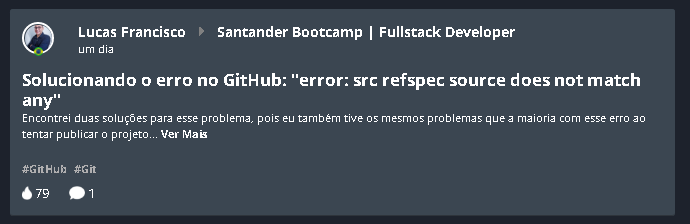 Lucas Francisco Santander Bootcamp | Fullstack Developer
um dia
Solucionando o erro no GitHub: "error: src refspec source does not match
any"
Encontrei duas soluções para esse problema, pois eu também tive os mesmos problemas que a maioria com esse erro ao
tentar publicar o projeto... Ver Mais
#GitHub #Git
79 1